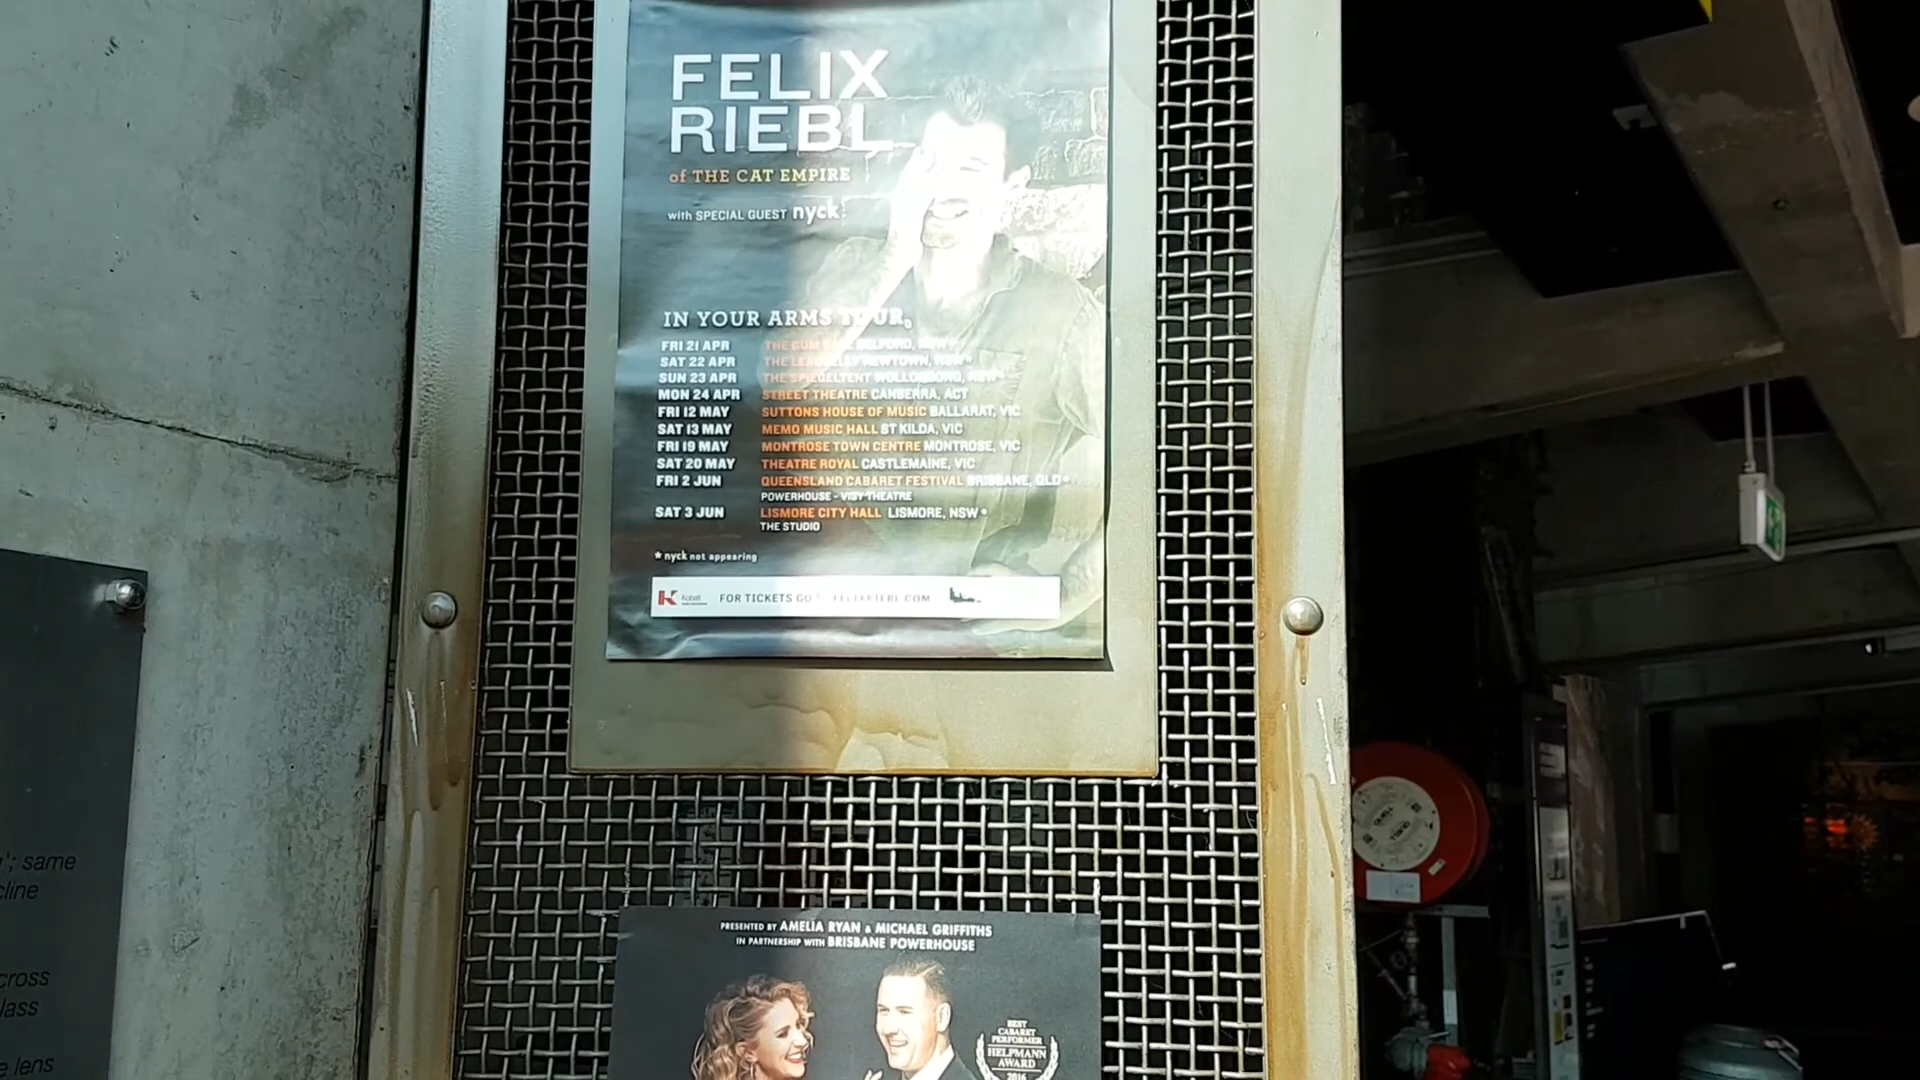 FELIX
RIEBL
of THE CAT EMPIRE
with SPECIAL GUEST nyck
IN YOUR ARMS TOUR
FRI 21 APR THE GUM BELFORD, NSW*
SAT 22 APR THE LEADBELLY NEWTOWN, NSW*
SUN 23 APR THE SPIEGELTENT WOLLONGONG, NSW*
MON 24 APR STREET THEATRE CANBERRA, ACT
FRI 12 MAY SUTTONS HOUSE OF MUSIC BALLARAT, VIC
SAT 13 MAY MEMO MUSIC HALL ST KILDA, VIC
FRI 19 MAY MONTROSE TOWN CENTRE MONTROSE, VIC
SAT 20 MAY THEATRE ROYAL CASTLEMAINE, VIC
FRI 2 JUN QUEENSLAND CABARET FESTIVAL BRISBANE, QLD*
POWERHOUSE - VISY THEATRE
SAT 3 JUN LISMORE CITY HALL LISMORE, NSW*
THE STUDIO
* nyck not appearing
FOR TICKETS GO TO FELIXRIEBL.COM
PRESENTED BY AMELIA RYAN & MICHAEL GRIFFITHS
IN PARTNERSHIP WITH BRISBANE POWERHOUSE
BEST
CABARET
PERFORMER
HELPMANN
AWARD
2016
'; same
cline
cross
lass
lens